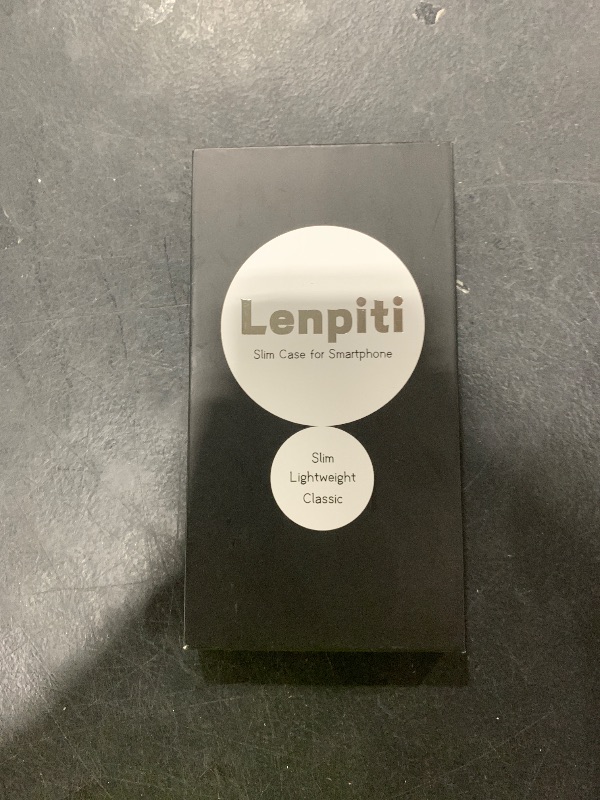 Lenpiti
Slim Case for Smartphone
Slim
Lightweight
Classic